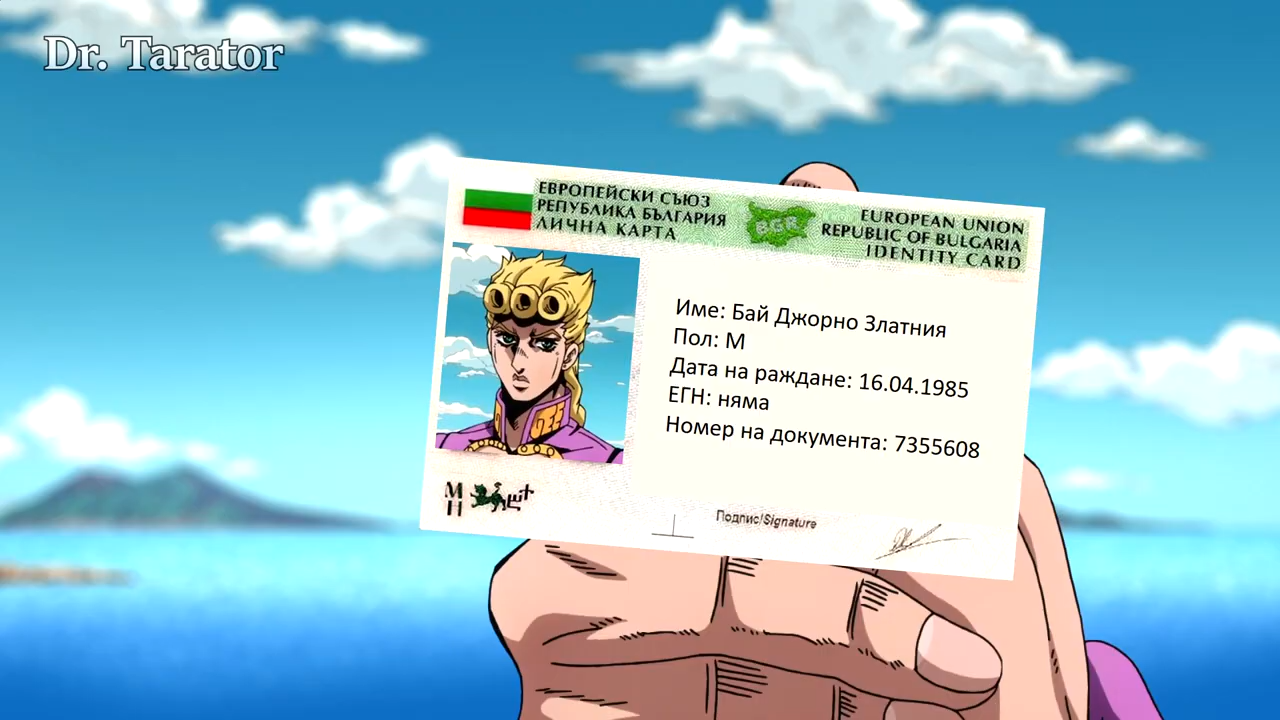 Dr. Tarator
ЕВРОПЕЙСКИ СЪЮЗ
РЕПУБЛИКА БЪЛГАРИЯ
ЛИЧНА КАРТА
BGR
EUROPEAN UNION
REPUBLIC OF BULGARIA
IDENTITY CARD
Име: Бай Джорно Златния
Пол: М
Дата на раждане: 16.04.1985
ЕГН: няма
Номер на документа: 7355608
Подпис/Signature